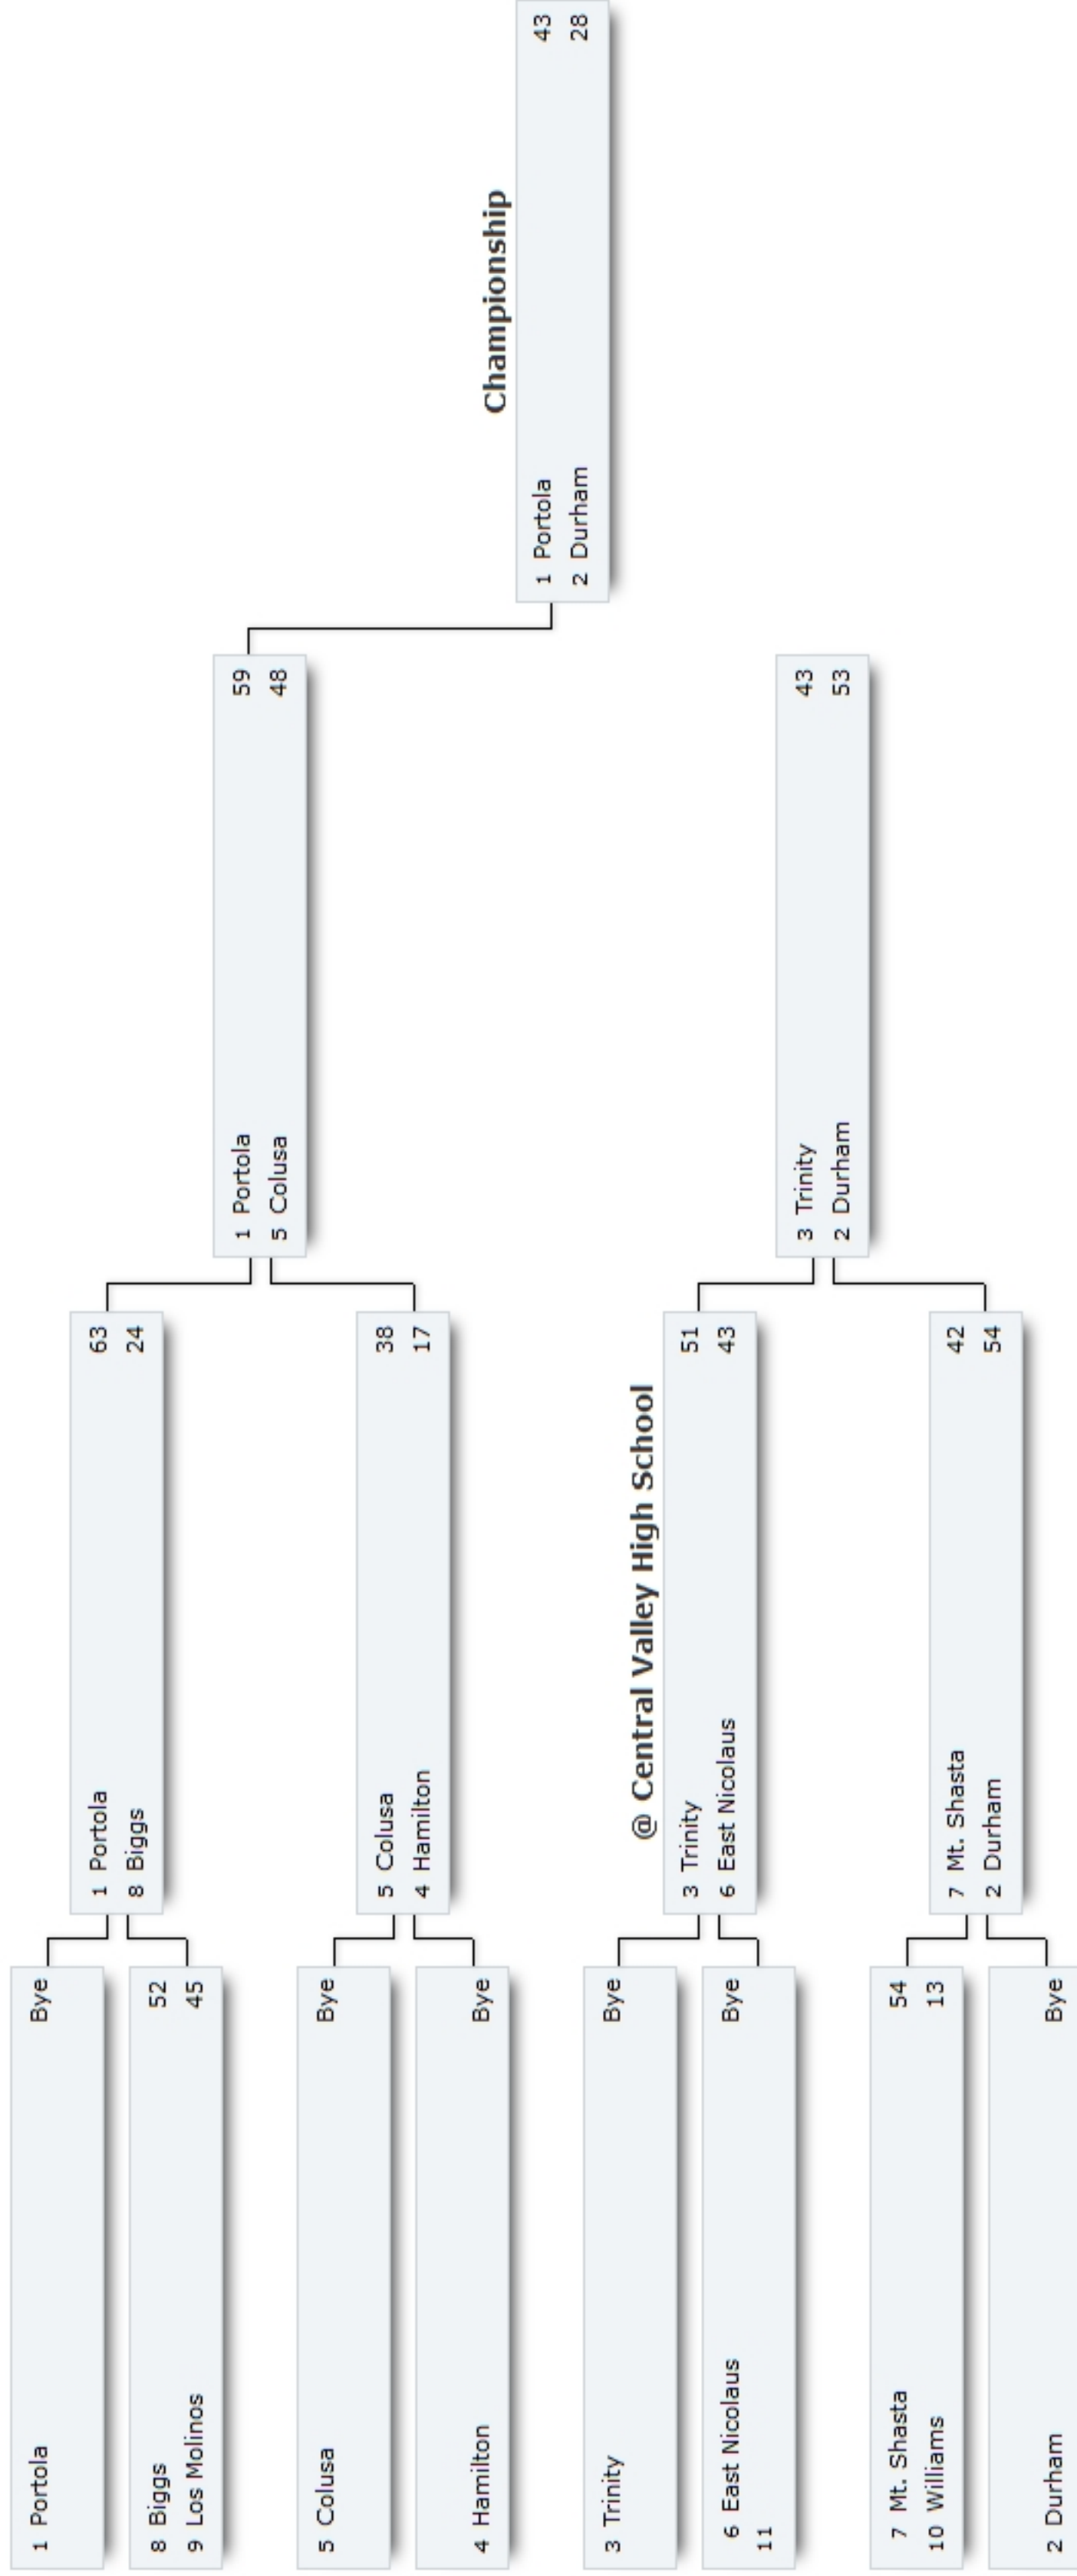 1 Portola Bye
8 Biggs 52
9 Los Molinos 45
5 Colusa Bye
4 Hamilton Bye
3 Trinity Bye
6 East Nicolaus Bye
11
7 Mt. Shasta 54
10 Williams 13
2 Durham Bye
1 Portola 63
8 Biggs 24
5 Colusa 38
4 Hamilton 17
@ Central Valley High School
3 Trinity 51
6 East Nicolaus 43
7 Mt. Shasta 42
2 Durham 54
1 Portola 59
5 Colusa 48
3 Trinity 43
2 Durham 53
Championship
1 Portola 43
2 Durham 28